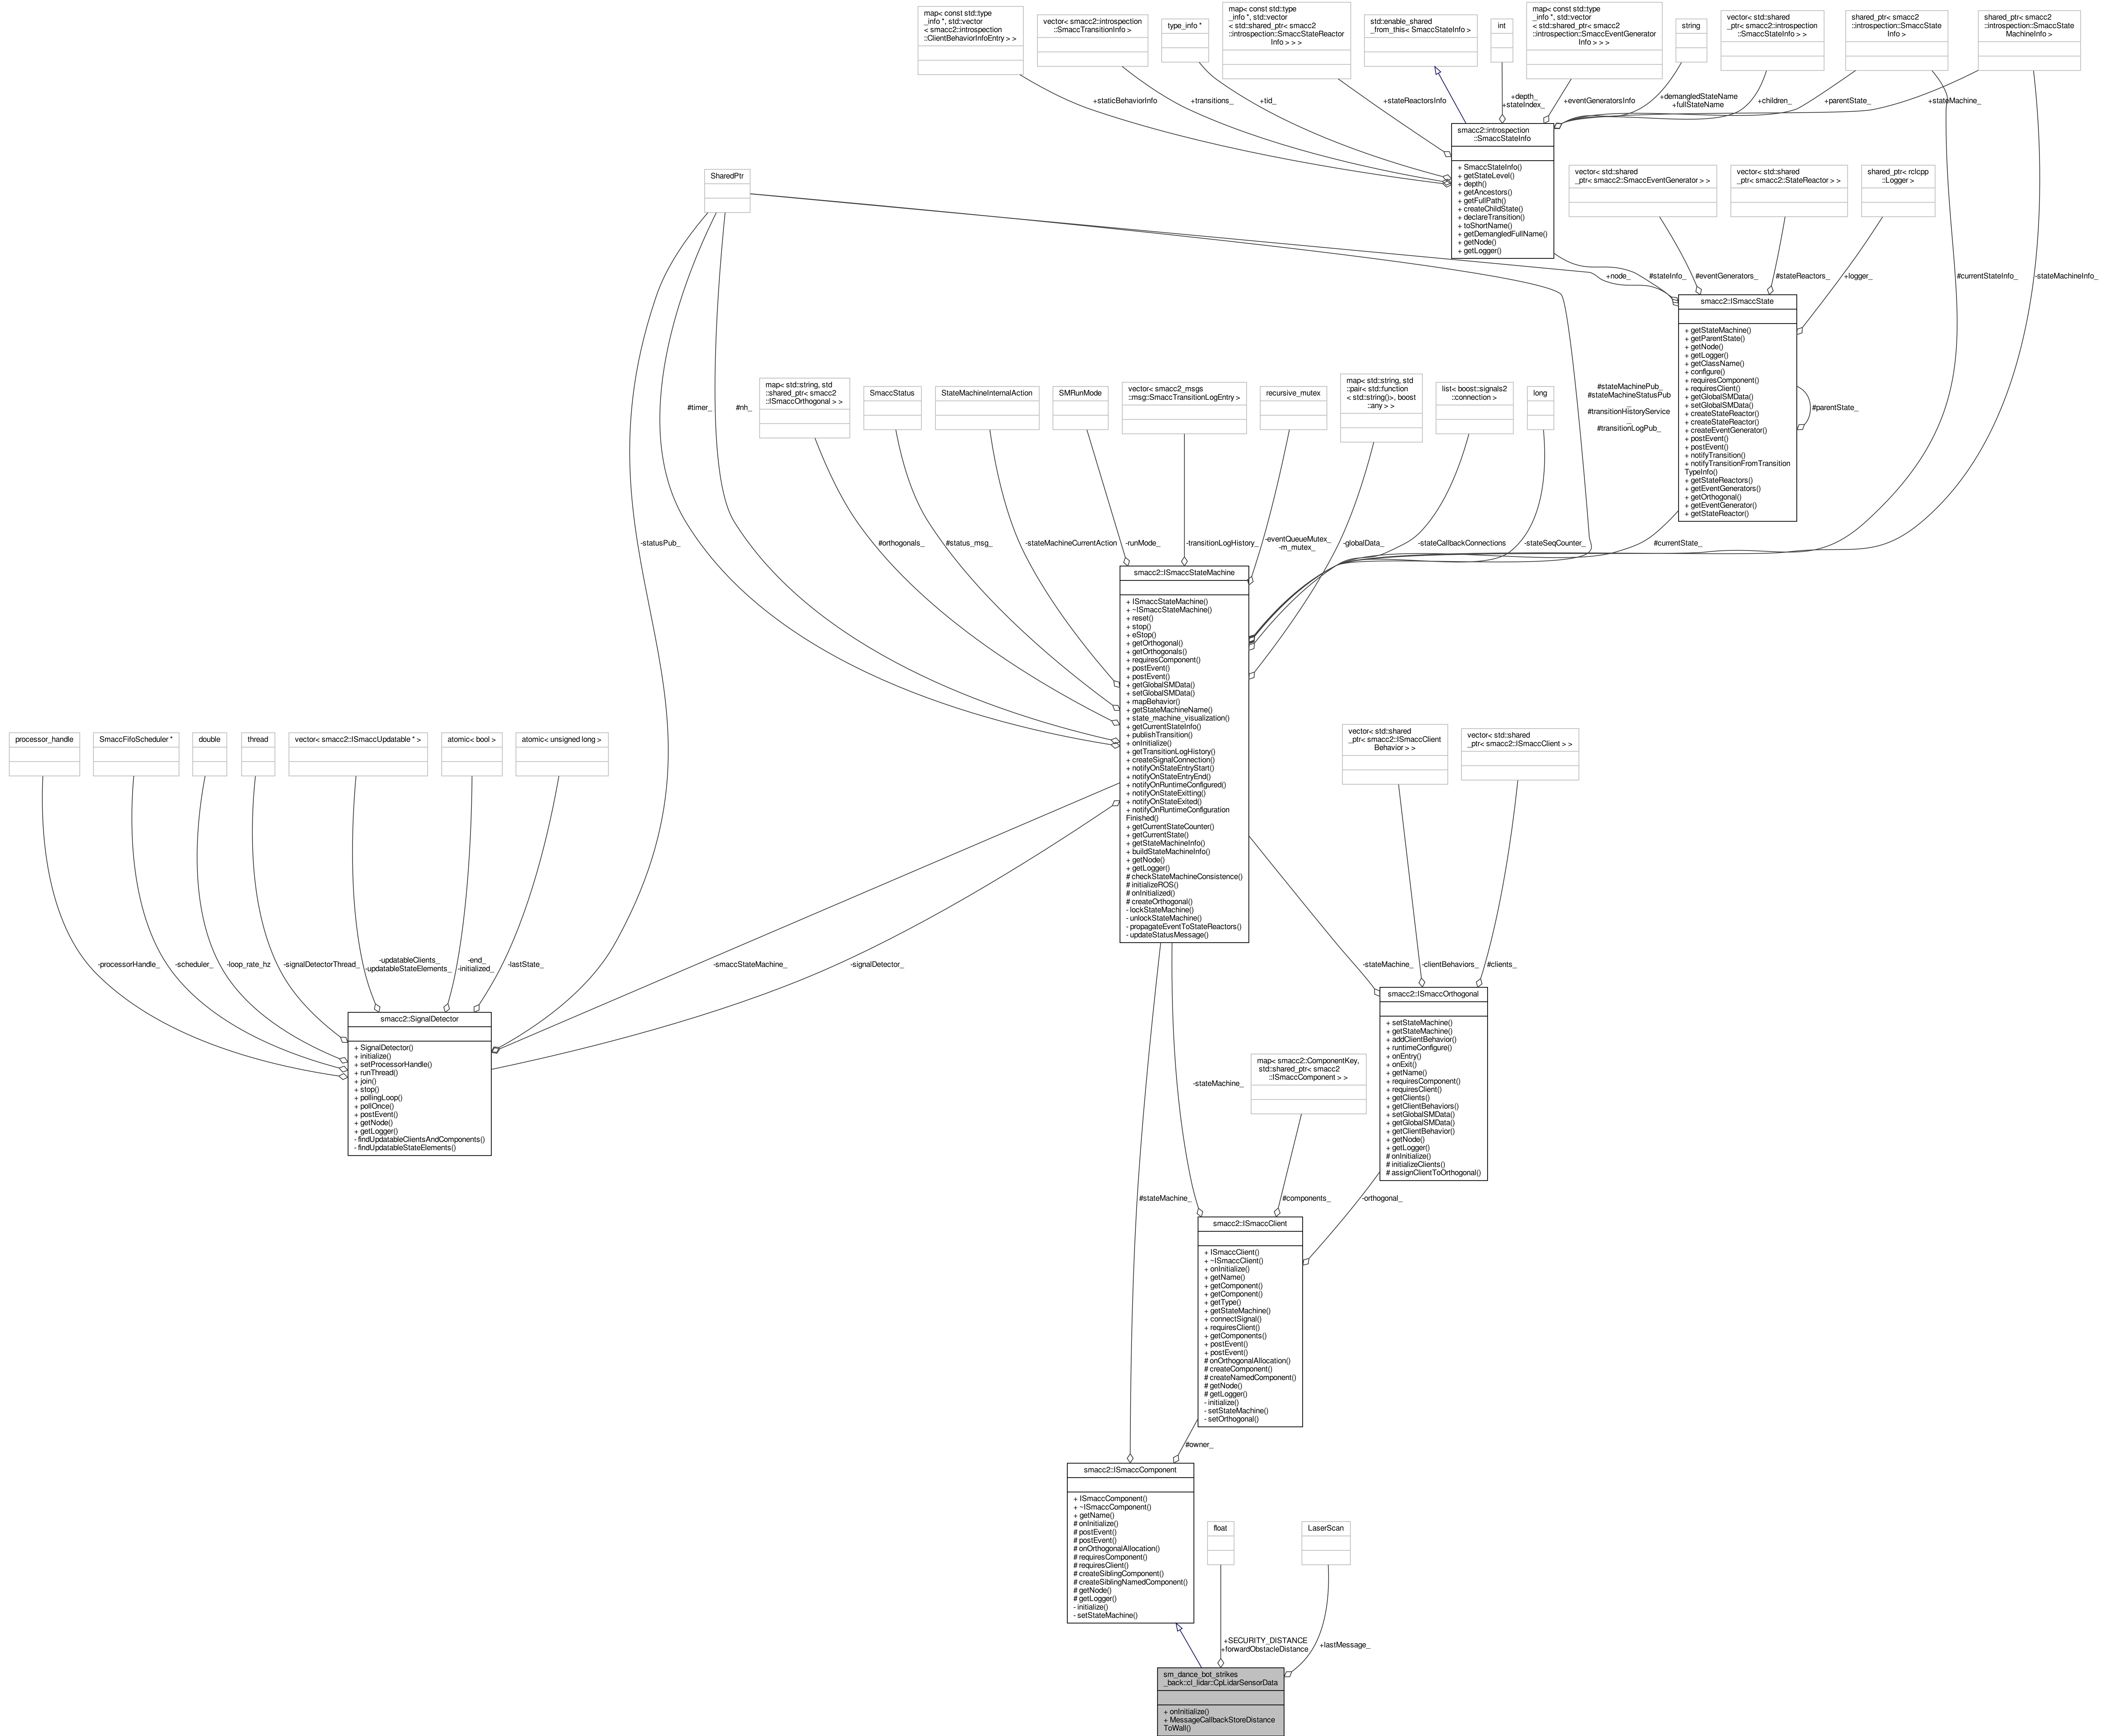 map< const std::type
_info *, std::vector
< smacc2::introspection
::ClientBehaviorInfoEntry > >
vector< smacc2::introspection
::SmaccTransitionInfo >
type_info *
map< const std::type
_info *, std::vector
< std::shared_ptr< smacc2
::introspection::SmaccStateReactor
Info > > >
std::enable_shared
_from_this< SmaccStateInfo >
int
map< const std::type
_info *, std::vector
< std::shared_ptr< smacc2
::introspection::SmaccEventGenerator
Info > > >
string
vector< std::shared
_ptr< smacc2::introspection
::SmaccStateInfo > >
shared_ptr< smacc2
::introspection::SmaccState
Info >
shared_ptr< smacc2
::introspection::SmaccState
MachineInfo >
+staticBehaviorInfo
+transitions_
+tid_
+stateReactorsInfo
+depth_
+stateIndex_
+eventGeneratorsInfo
+demangledStateName
+fullStateName
+children_
+parentState_
+stateMachine_
smacc2::introspection
::SmaccStateInfo
+ SmaccStateInfo()
+ getStateLevel()
+ depth()
+ getAncestors()
+ getFullPath()
+ createChildState()
+ declareTransition()
+ toShortName()
+ getDemangledFullName()
+ getNode()
+ getLogger()
SharedPtr
vector< std::shared
_ptr< smacc2::SmaccEventGenerator > >
vector< std::shared
_ptr< smacc2::StateReactor > >
shared_ptr< rclcpp
::Logger >
+node_
#stateInfo_
#eventGenerators_
#stateReactors_
+logger_
#currentStateInfo_
-stateMachineInfo_
smacc2::ISmaccState
+ getStateMachine()
+ getParentState()
+ getNode()
+ getLogger()
+ getClassName()
+ configure()
+ requiresComponent()
+ requiresClient()
+ getGlobalSMData()
+ setGlobalSMData()
+ createStateReactor()
+ createStateReactor()
+ createEventGenerator()
+ postEvent()
+ postEvent()
+ notifyTransition()
+ notifyTransitionFromTransition
TypeInfo()
+ getStateReactors()
+ getEventGenerators()
+ getOrthogonal()
+ getEventGenerator()
+ getStateReactor()
#parentState_
map< std::string, std
::shared_ptr< smacc2
::ISmaccOrthogonal > >
SmaccStatus
StateMachineInternalAction
SMRunMode
vector< smacc2_msgs
::msg::SmaccTransitionLogEntry >
recursive_mutex
map< std::string, std
::pair< std::function
< std::string()>, boost
::any > >
list< boost::signals2
::connection >
long
#timer_
#nh_
#stateMachinePub_
#stateMachineStatusPub
_
#transitionHistoryService
_
#transitionLogPub_
-statusPub_
#orthogonals_
#status_msg_
-stateMachineCurrentAction
-runMode_
-transitionLogHistory_
-eventQueueMutex_
-m_mutex_
-globalData_
-stateCallbackConnections
-stateSeqCounter_
#currentState_
smacc2::ISmaccStateMachine
+ ISmaccStateMachine()
+ ~ISmaccStateMachine()
+ reset()
+ stop()
+ eStop()
+ getOrthogonal()
+ getOrthogonals()
+ requiresComponent()
+ postEvent()
+ postEvent()
+ getGlobalSMData()
+ setGlobalSMData()
+ mapBehavior()
+ getStateMachineName()
+ state_machine_visualization()
+ getCurrentStateInfo()
+ publishTransition()
+ onInitialize()
+ getTransitionLogHistory()
+ createSignalConnection()
+ notifyOnStateEntryStart()
+ notifyOnStateEntryEnd()
+ notifyOnRuntimeConfigured()
+ notifyOnStateExitting()
+ notifyOnStateExited()
+ notifyOnRuntimeConfiguration
Finished()
+ getCurrentStateCounter()
+ getCurrentState()
+ getStateMachineInfo()
+ buildStateMachineInfo()
+ getNode()
+ getLogger()
# checkStateMachineConsistence()
# initializeROS()
# onInitialized()
# createOrthogonal()
- lockStateMachine()
- unlockStateMachine()
- propagateEventToStateReactors()
- updateStatusMessage()
processor_handle
SmaccFifoScheduler *
double
thread
vector< smacc2::ISmaccUpdatable * >
atomic< bool >
atomic< unsigned long >
vector< std::shared
_ptr< smacc2::ISmaccClient
Behavior > >
vector< std::shared
_ptr< smacc2::ISmaccClient > >
-processorHandle_
-scheduler_
-loop_rate_hz
-signalDetectorThread_
-updatableClients_
-updatableStateElements_
-end_
-initialized_
-lastState_
-smaccStateMachine_
-signalDetector_
-stateMachine_
-clientBehaviors_
#clients_
smacc2::SignalDetector
+ SignalDetector()
+ initialize()
+ setProcessorHandle()
+ runThread()
+ join()
+ stop()
+ pollingLoop()
+ pollOnce()
+ postEvent()
+ getNode()
+ getLogger()
- findUpdatableClientsAndComponents()
- findUpdatableStateElements()
smacc2::ISmaccOrthogonal
+ setStateMachine()
+ getStateMachine()
+ addClientBehavior()
+ runtimeConfigure()
+ onEntry()
+ onExit()
+ getName()
+ requiresComponent()
+ requiresClient()
+ getClients()
+ getClientBehaviors()
+ setGlobalSMData()
+ getGlobalSMData()
+ getClientBehavior()
+ getNode()
+ getLogger()
# onInitialize()
# initializeClients()
# assignClientToOrthogonal()
map< smacc2::ComponentKey,
std::shared_ptr< smacc2
::ISmaccComponent > >
-stateMachine_
#stateMachine_
#components_
-orthogonal_
smacc2::ISmaccClient
+ ISmaccClient()
+ ~ISmaccClient()
+ onInitialize()
+ getName()
+ getComponent()
+ getComponent()
+ getType()
+ getStateMachine()
+ connectSignal()
+ requiresClient()
+ getComponents()
+ postEvent()
+ postEvent()
# onOrthogonalAllocation()
# createComponent()
# createNamedComponent()
# getNode()
# getLogger()
- initialize()
- setStateMachine()
- setOrthogonal()
#owner_
smacc2::ISmaccComponent
+ ISmaccComponent()
+ ~ISmaccComponent()
+ getName()
# onInitialize()
# postEvent()
# postEvent()
# onOrthogonalAllocation()
# requiresComponent()
# requiresClient()
# createSiblingComponent()
# createSiblingNamedComponent()
# getNode()
# getLogger()
- initialize()
- setStateMachine()
float
LaserScan
+SECURITY_DISTANCE
+forwardObstacleDistance
+lastMessage_
sm_dance_bot_strikes
_back::cl_lidar::CpLidarSensorData
+ onInitialize()
+ MessageCallbackStoreDistance
ToWall()